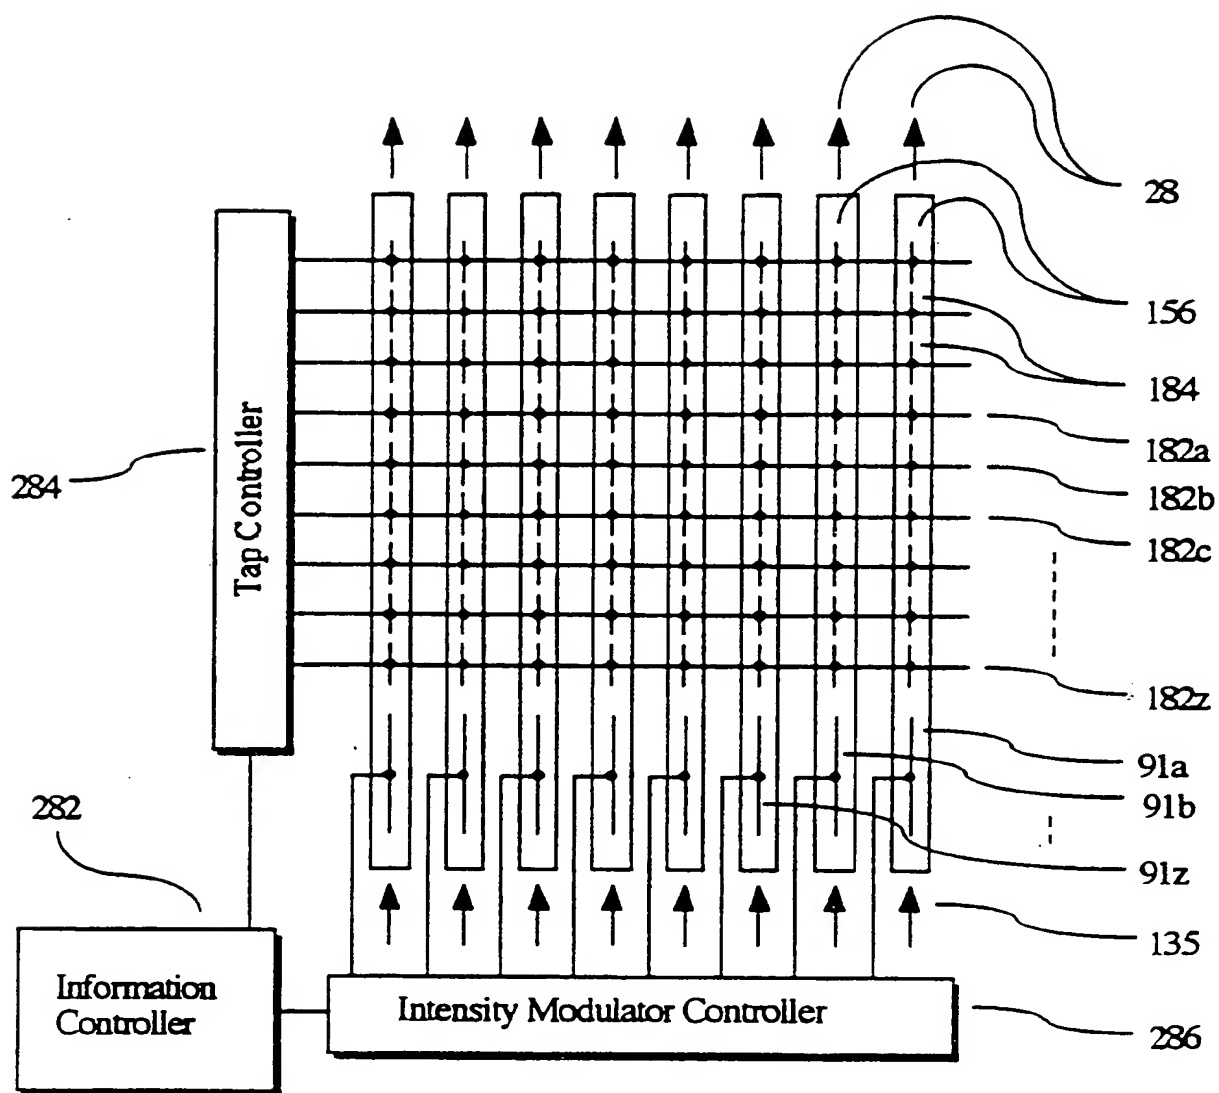 28
156
184
182a
182b
182c
182z
91a
91b
91z
135
286
284
Tap Controller
282
Information
Controller
Intensity Modulator Controller